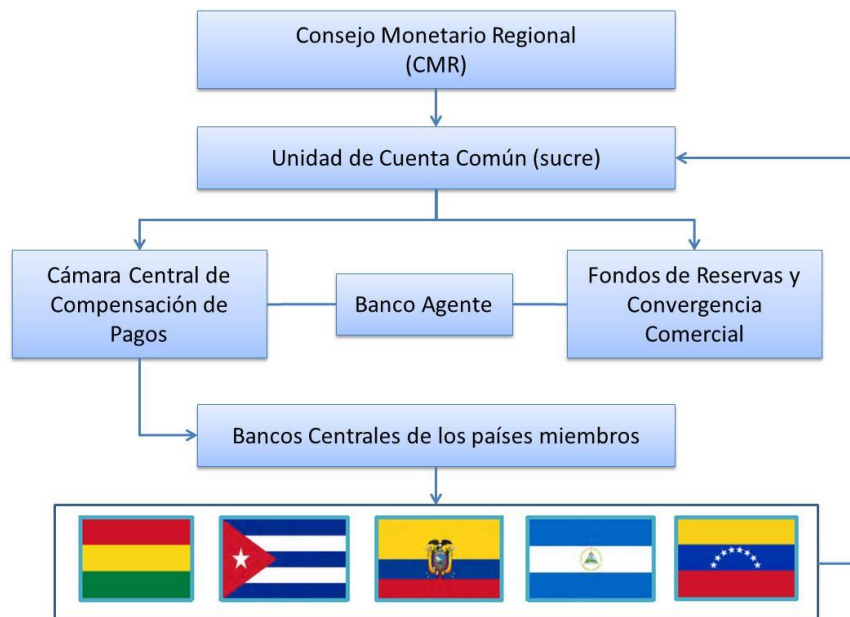 Consejo Monetario Regional
(CMR)
Unidad de Cuenta Común (sucre)
Cámara Central de
Compensación de
Pagos
Banco Agente
Fondos de Reservas y
Convergencia
Comercial
Bancos Centrales de los países miembros